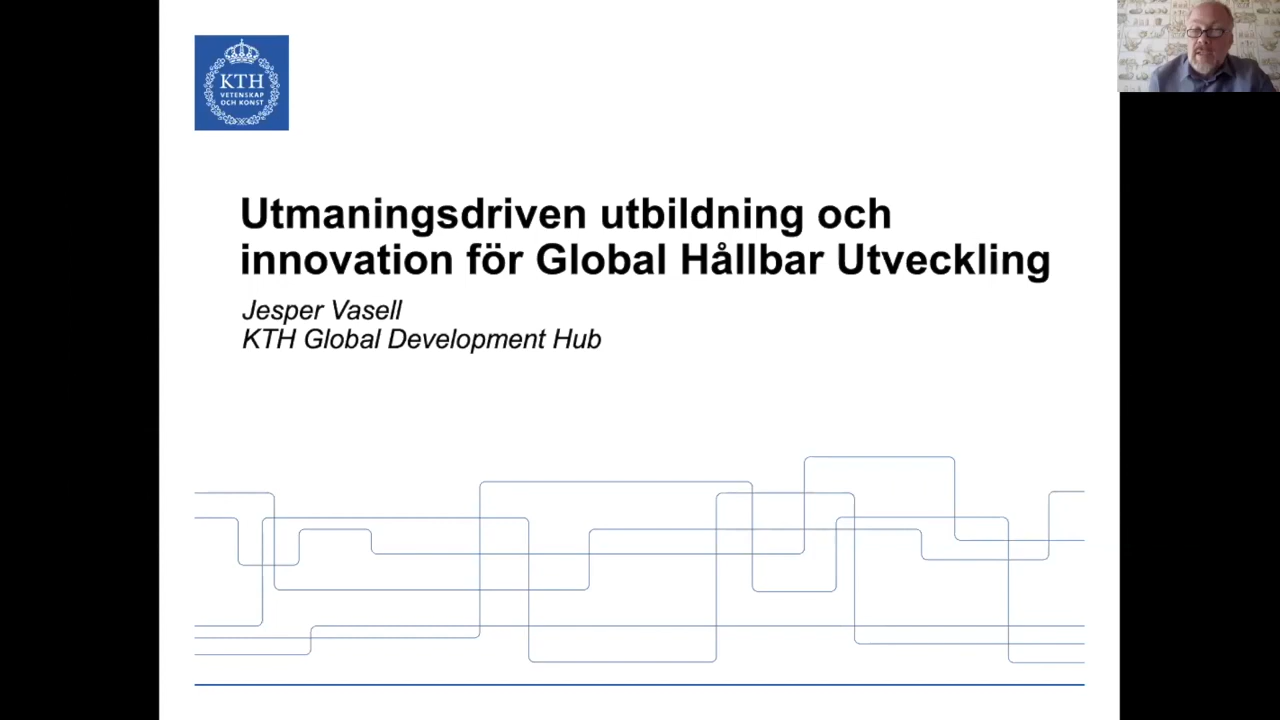 KTH
VETENSKAP
OCH KONST
Utmaningsdriven utbildning och
innovation för Global Hållbar Utveckling
Jesper Vasell
KTH Global Development Hub